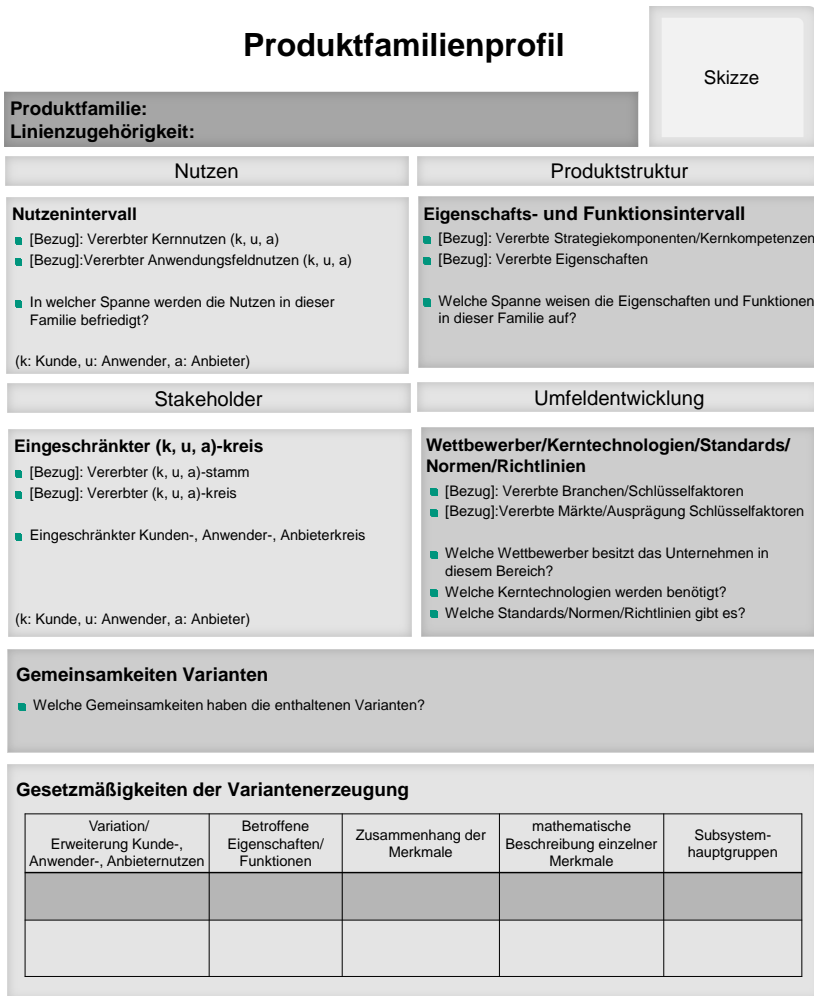 Produktfamilienprofil
Skizze
Produktfamilie:
Linienzugehörigkeit:
Nutzen
Produktstruktur
Nutzenintervall
[Bezug]: Vererbter Kernnutzen (k, u, a)
[Bezug]:Vererbter Anwendungsfeldnutzen (k, u, a)
In welcher Spanne werden die Nutzen in dieser
Familie befriedigt?
(k: Kunde, u: Anwender, a: Anbieter)
Eigenschafts- und Funktionsintervall
[Bezug]: Vererbte Strategiekomponenten/Kernkompetenzen
[Bezug]: Vererbte Eigenschaften
Welche Spanne weisen die Eigenschaften und Funktionen
in dieser Familie auf?
Stakeholder
Umfeldentwicklung
Eingeschränkter (k, u, a)-kreis
[Bezug]: Vererbter (k, u, a)-stamm
[Bezug]: Vererbter (k, u, a)-kreis
Eingeschränkter Kunden-, Anwender-, Anbieterkreis
(k: Kunde, u: Anwender, a: Anbieter)
Wettbewerber/Kerntechnologien/Standards/
Normen/Richtlinien
[Bezug]: Vererbte Branchen/Schlüsselfaktoren
[Bezug]:Vererbte Märkte/Ausprägung Schlüsselfaktoren
Welche Wettbewerber besitzt das Unternehmen in
diesem Bereich?
Welche Kerntechnologien werden benötigt?
Welche Standards/Normen/Richtlinien gibt es?
Gemeinsamkeiten Varianten
Welche Gemeinsamkeiten haben die enthaltenen Varianten?
Gesetzmäßigkeiten der Variantenerzeugung
Variation/
Erweiterung Kunde-,
Anwender-, Anbieternutzen
Betroffene
Eigenschaften/
Funktionen
Zusammenhang der
Merkmale
mathematische
Beschreibung einzelner
Merkmale
Subsystem-
hauptgruppen